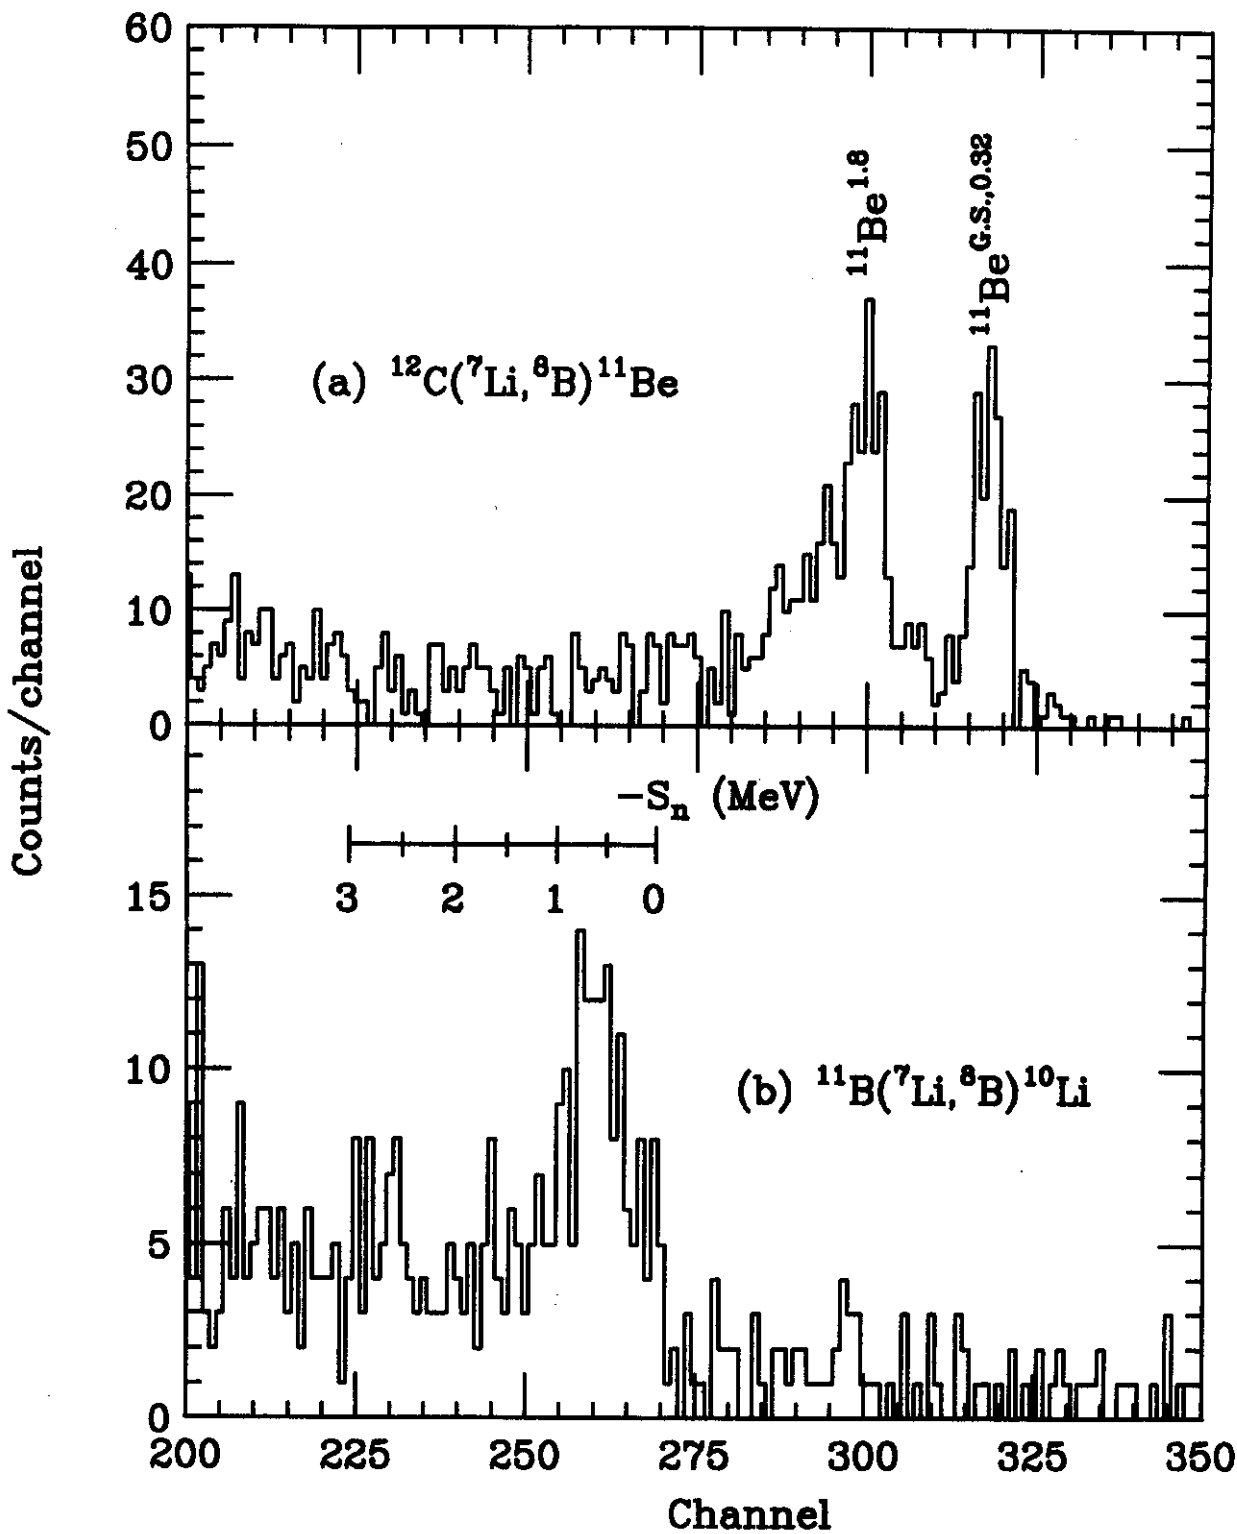 60
50
40
30
20
10
0
Counts/channel
¹¹Be¹·⁸
¹¹Be^G.S.,0.32
(a) ¹²C(⁷Li,⁸B)¹¹Be
−Sₙ (MeV)
3 2 1 0
15
10
5
0
(b) ¹¹B(⁷Li,⁸B)¹⁰Li
200 225 250 275 300 325 350
Channel